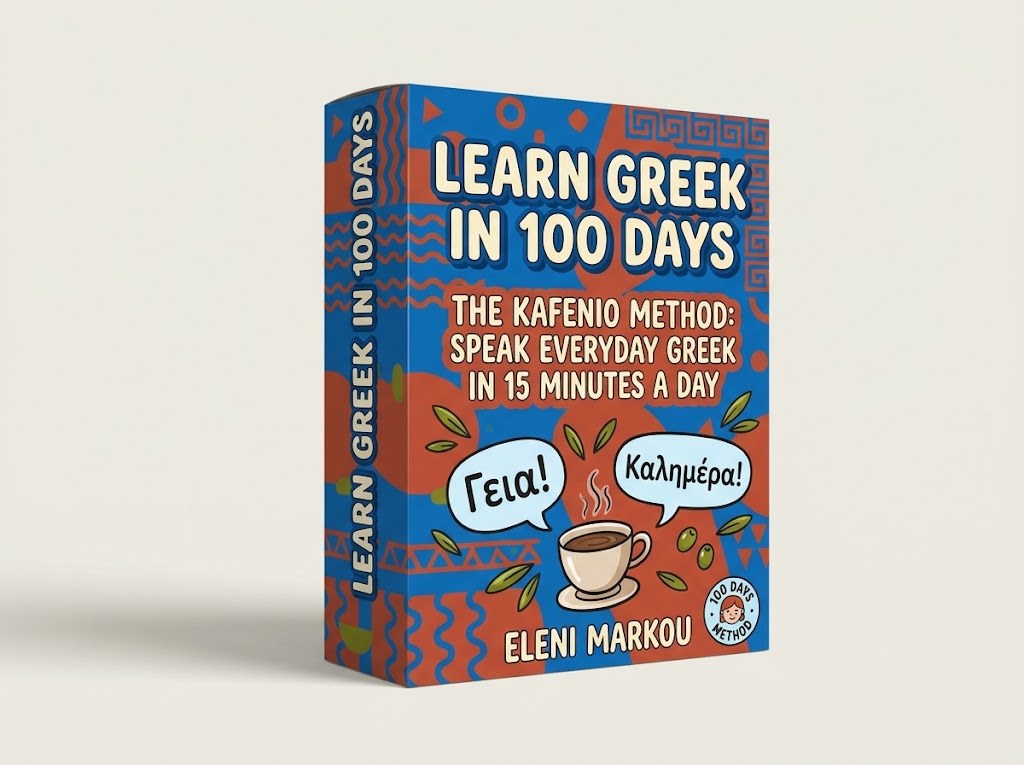 LEARN GREEK IN 100 DAYS
LEARN GREEK
IN 100 DAYS
THE KAFENIO METHOD:
SPEAK EVERYDAY GREEK
IN 15 MINUTES A DAY
Γεια!
Καλημέρα!
100 DAYS
METHOD
ELENI MARKOU